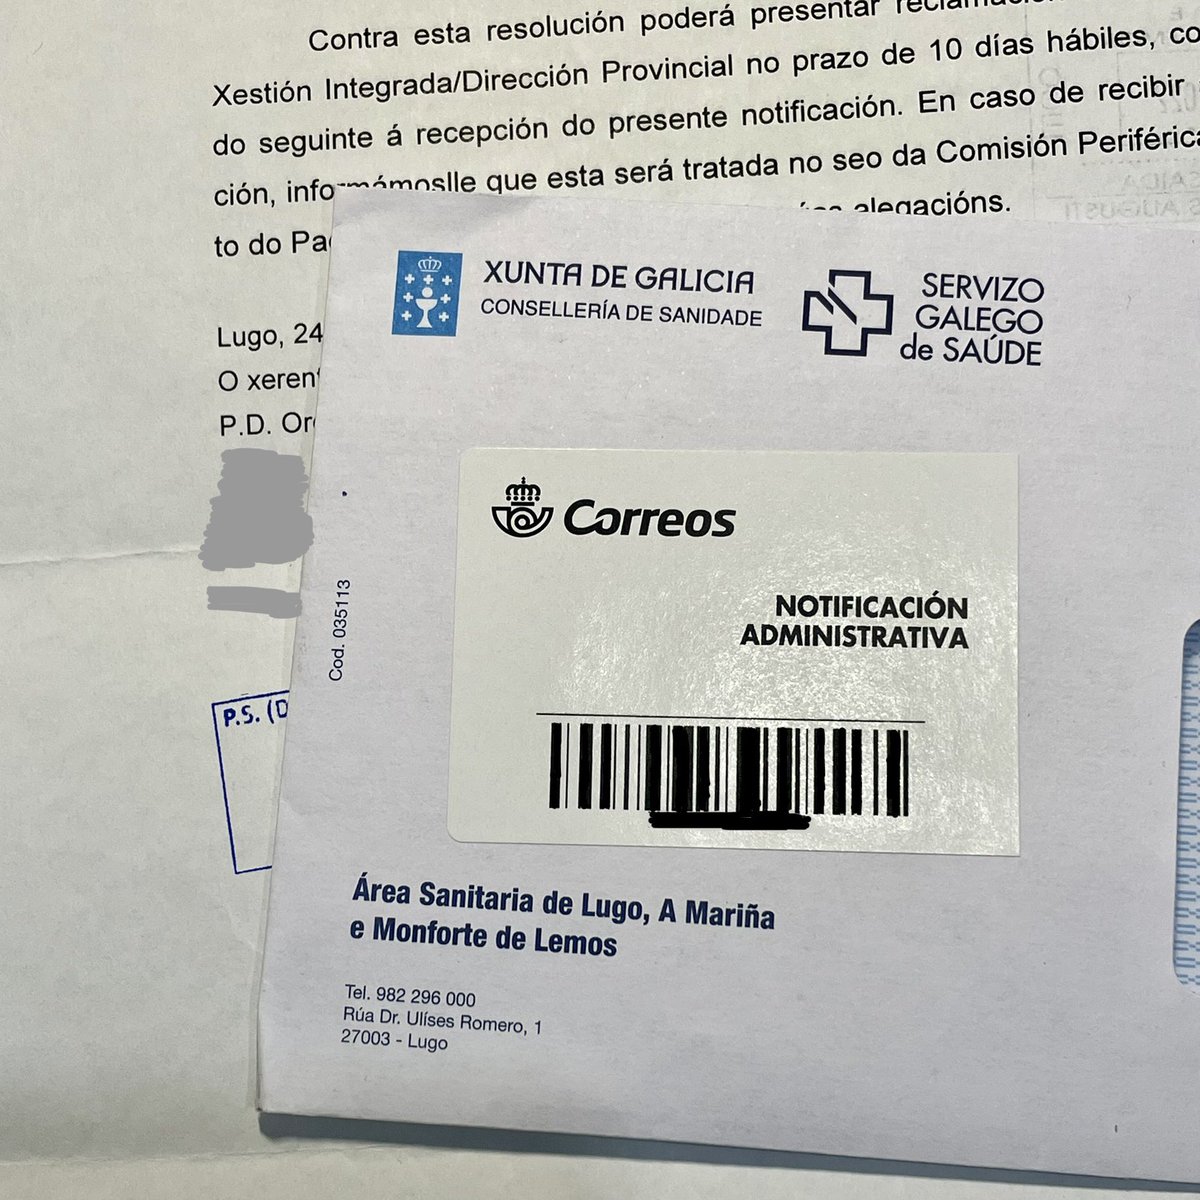 Contra esta resolución poderá presentar
Xestión Integrada/Dirección Provincial no prazo de 10 días hábiles,
do seguinte á recepción do presente notificación. En caso de recibir
ción, informámoslle que esta será tratada no seo da Comisión Periférica
to do alegacións.
Lugo, 24
O
P.D.
P.S.
XUNTA DE GALICIA
CONSELLERÍA DE SANIDADE
SERVIZO
GALEGO
de SAÚDE
Correos
NOTIFICACIÓN
ADMINISTRATIVA
Cod. 035113
Área Sanitaria de Lugo, A Mariña
e Monforte de Lemos
Tel. 982 296 000
Rúa Dr. Ulíses Romero, 1
27003 - Lugo